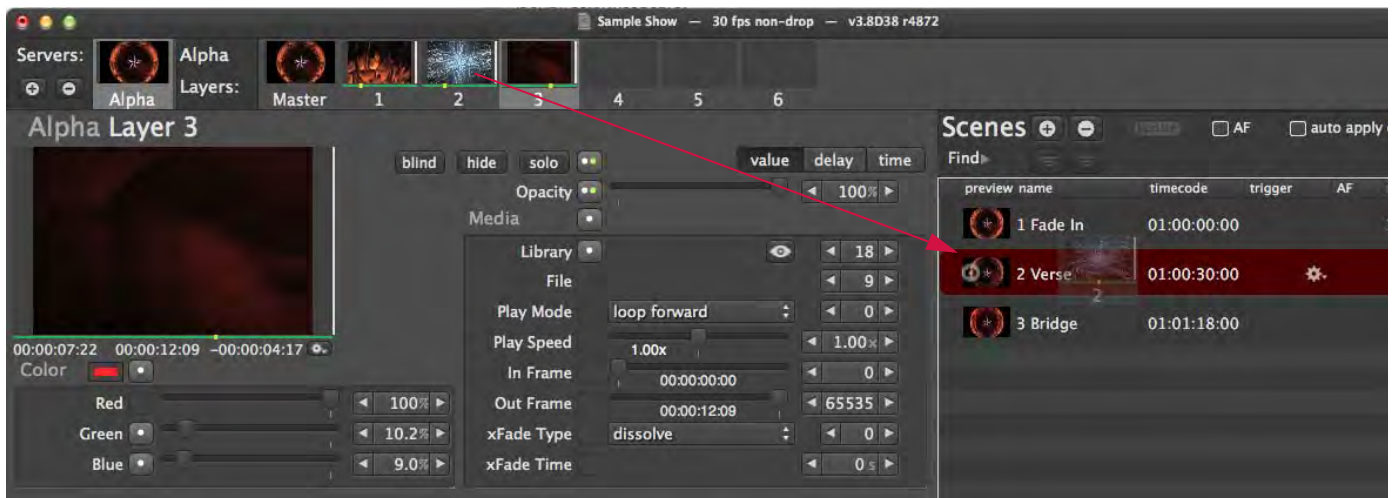 Sample Show — 30 fps non-drop — v3.8D38 r4872
Servers:
Alpha
Alpha
Layers:
Master 1 2 3 4 5 6
Alpha Layer 3
blind hide solo value delay time
Opacity 100%
Media
Library 18
File 9
Play Mode loop forward 0
Play Speed 1.00x 1.00x
In Frame 00:00:00:00 0
Out Frame 00:00:12:09 65535
xFade Type dissolve 0
xFade Time 0 s
00:00:07:22 00:00:12:09 -00:00:04:17
Color
Red 100%
Green 10.2%
Blue 9.0%
Scenes AF auto apply
Find
preview name timecode trigger AF
1 Fade In 01:00:00:00
2 Verse 01:00:30:00
2
3 Bridge 01:01:18:00